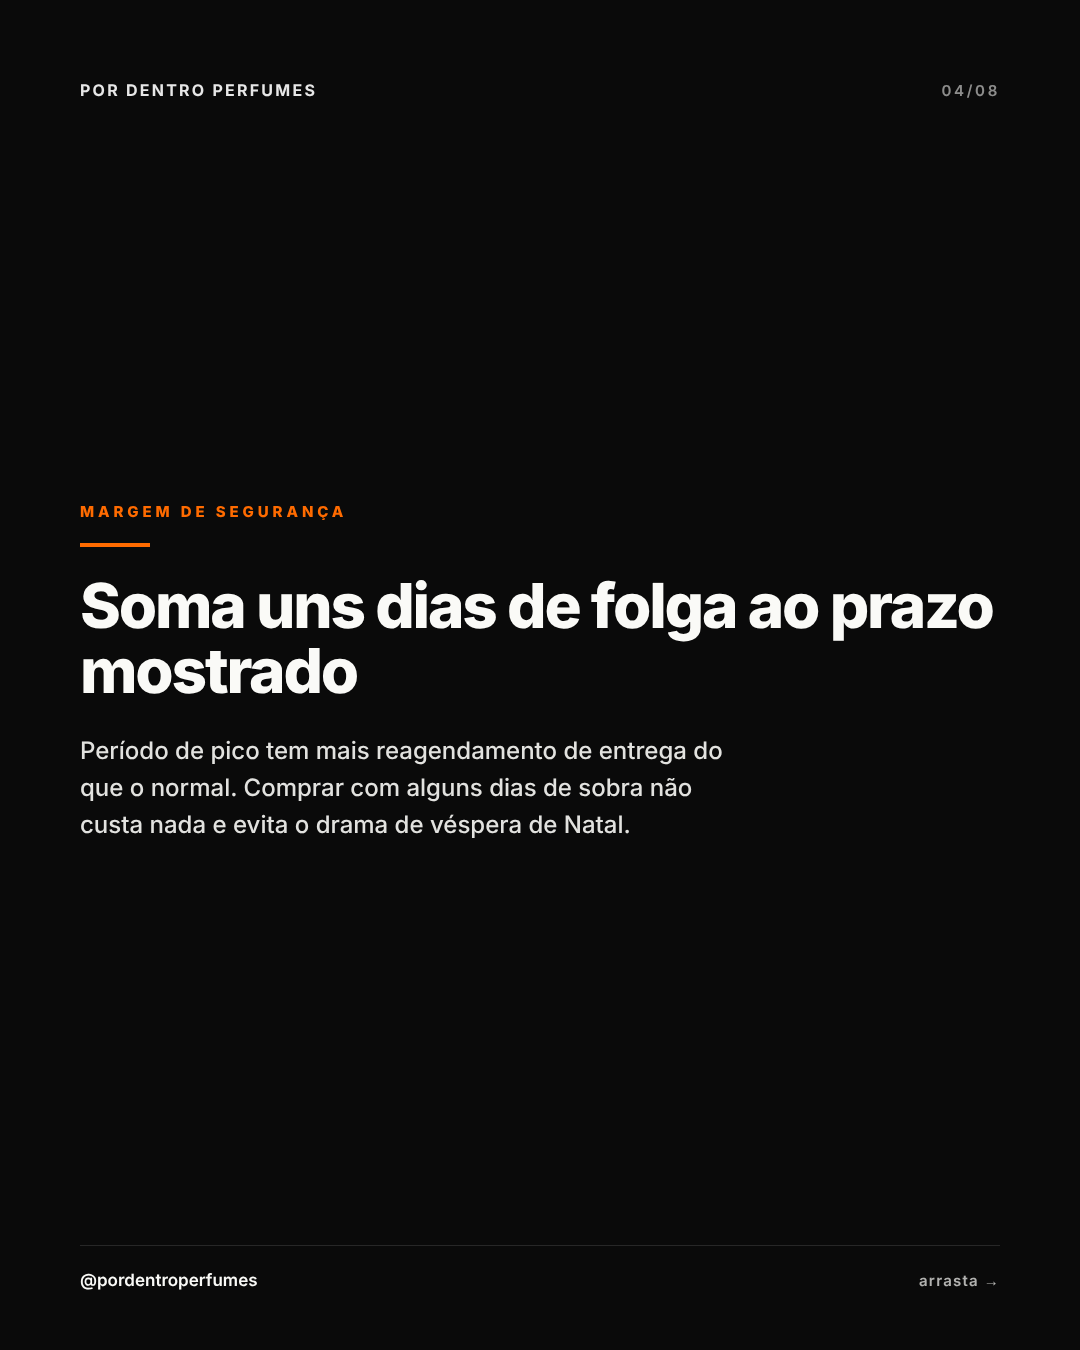 POR DENTRO PERFUMES
04/08
MARGEM DE SEGURANÇA
Soma uns dias de folga ao prazo
mostrado
Período de pico tem mais reagendamento de entrega do
que o normal. Comprar com alguns dias de sobra não
custa nada e evita o drama de véspera de Natal.
@pordentroperfumes
arrasta →